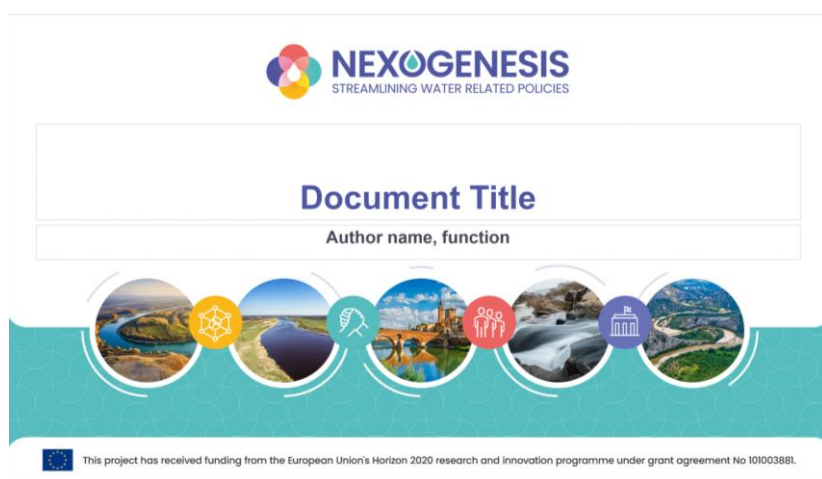 NEXOGENESIS
STREAMLINING WATER RELATED POLICIES
Document Title
Author name, function
This project has received funding from the European Union's Horizon 2020 research and innovation programme under grant agreement No 101003881.